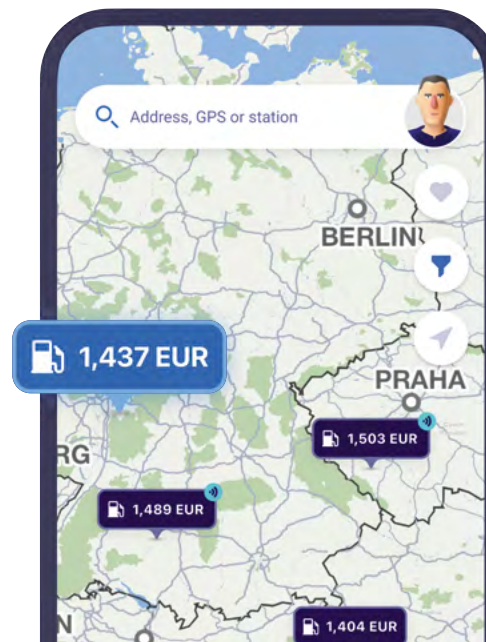 Address, GPS or station
BERLIN
1,437 EUR
PRAHA
1,503 EUR
RG
1,489 EUR
N
1,404 EUR